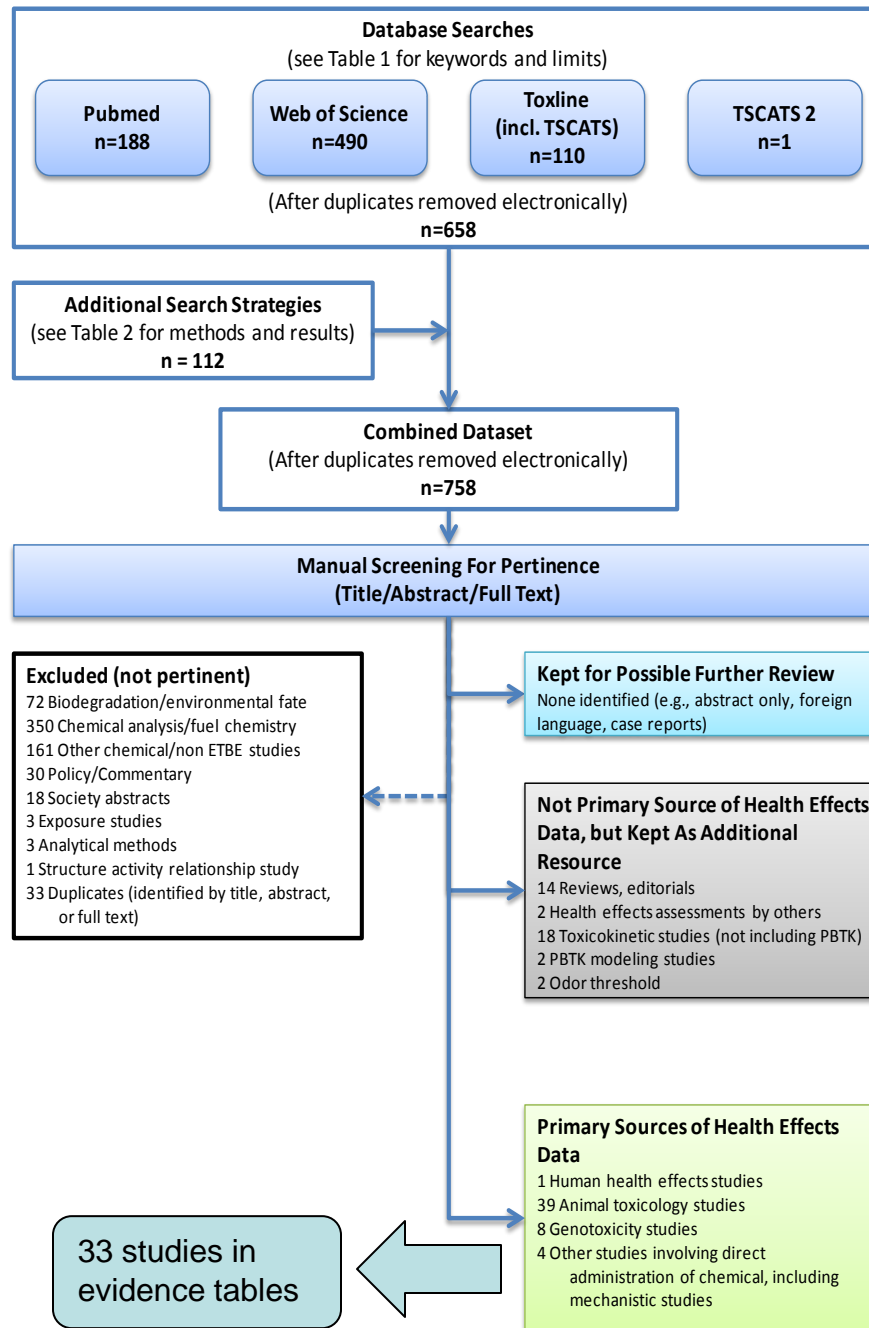 Database Searches
(see Table 1 for keywords and limits)
Pubmed
n=188
Web of Science
n=490
Toxline
(incl. TSCATS)
n=110
TSCATS 2
n=1
(After duplicates removed electronically)
n=658
Additional Search Strategies
(see Table 2 for methods and results)
n = 112
Combined Dataset
(After duplicates removed electronically)
n=758
Manual Screening For Pertinence
(Title/Abstract/Full Text)
Excluded (not pertinent)
72 Biodegradation/environmental fate
350 Chemical analysis/fuel chemistry
161 Other chemical/non ETBE studies
30 Policy/Commentary
18 Society abstracts
3 Exposure studies
3 Analytical methods
1 Structure activity relationship study
33 Duplicates (identified by title, abstract,
or full text)
Kept for Possible Further Review
None identified (e.g., abstract only, foreign
language, case reports)
Not Primary Source of Health Effects
Data, but Kept As Additional
Resource
14 Reviews, editorials
2 Health effects assessments by others
18 Toxicokinetic studies (not including PBTK)
2 PBTK modeling studies
2 Odor threshold
Primary Sources of Health Effects
Data
1 Human health effects studies
39 Animal toxicology studies
8 Genotoxicity studies
4 Other studies involving direct
administration of chemical, including
mechanistic studies
33 studies in
evidence tables